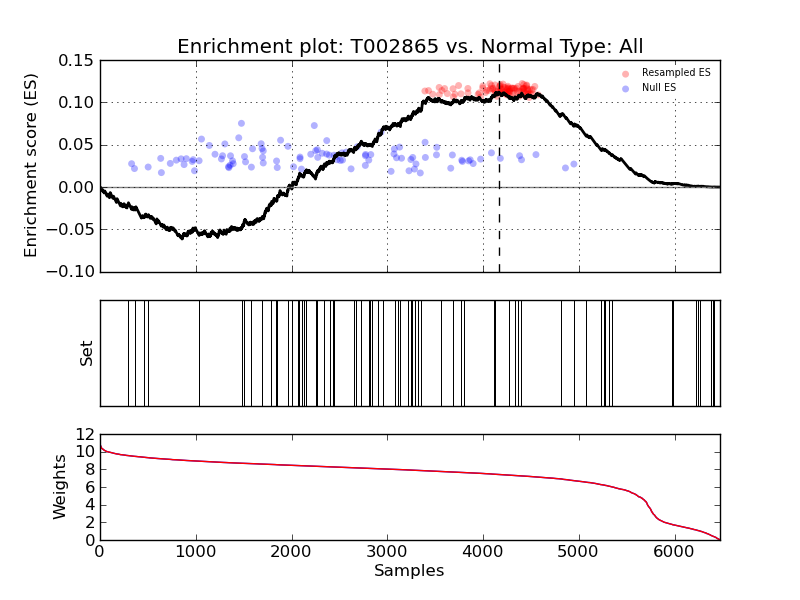 Enrichment plot: T002865 vs. Normal Type: All
Enrichment score (ES)
0.15
0.10
0.05
0.00
−0.05
−0.10
Resampled ES
Null ES
Set
Weights
12
10
8
6
4
2
0
0 1000 2000 3000 4000 5000 6000
Samples